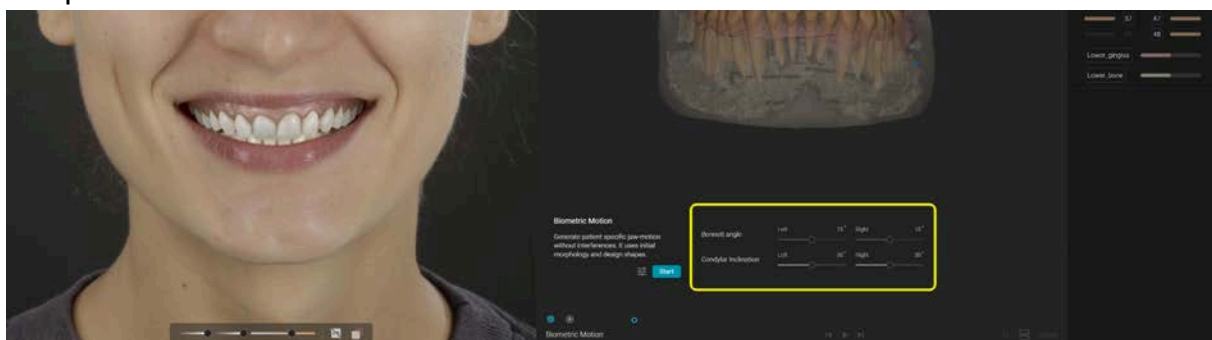 37 47
48
Lower_gingiva
Lower_bone
Biometric Motion
Generate patient specific jaw-motion
without interferences. It uses initial
morphology and design shapes.
Start
Bennett angle Left 15° Right 15°
Condylar Inclination Left 30° Right 30°
Biometric Motion